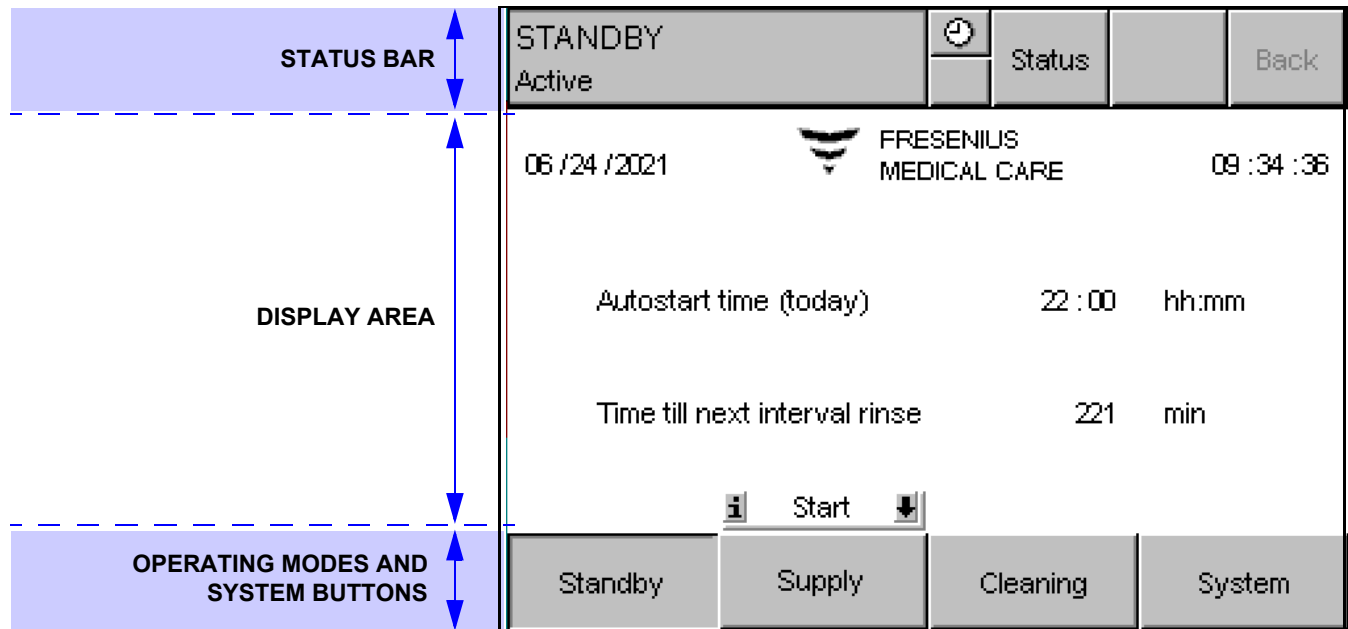 STATUS BAR
STANDBY
Active
Status
Back
DISPLAY AREA
06 /24 /2021
FRESENIUS
MEDICAL CARE
09 :34 :36
Autostart time (today) 22 : 00 hh:mm
Time till next interval rinse 221 min
i Start
OPERATING MODES AND
SYSTEM BUTTONS
Standby
Supply
Cleaning
System